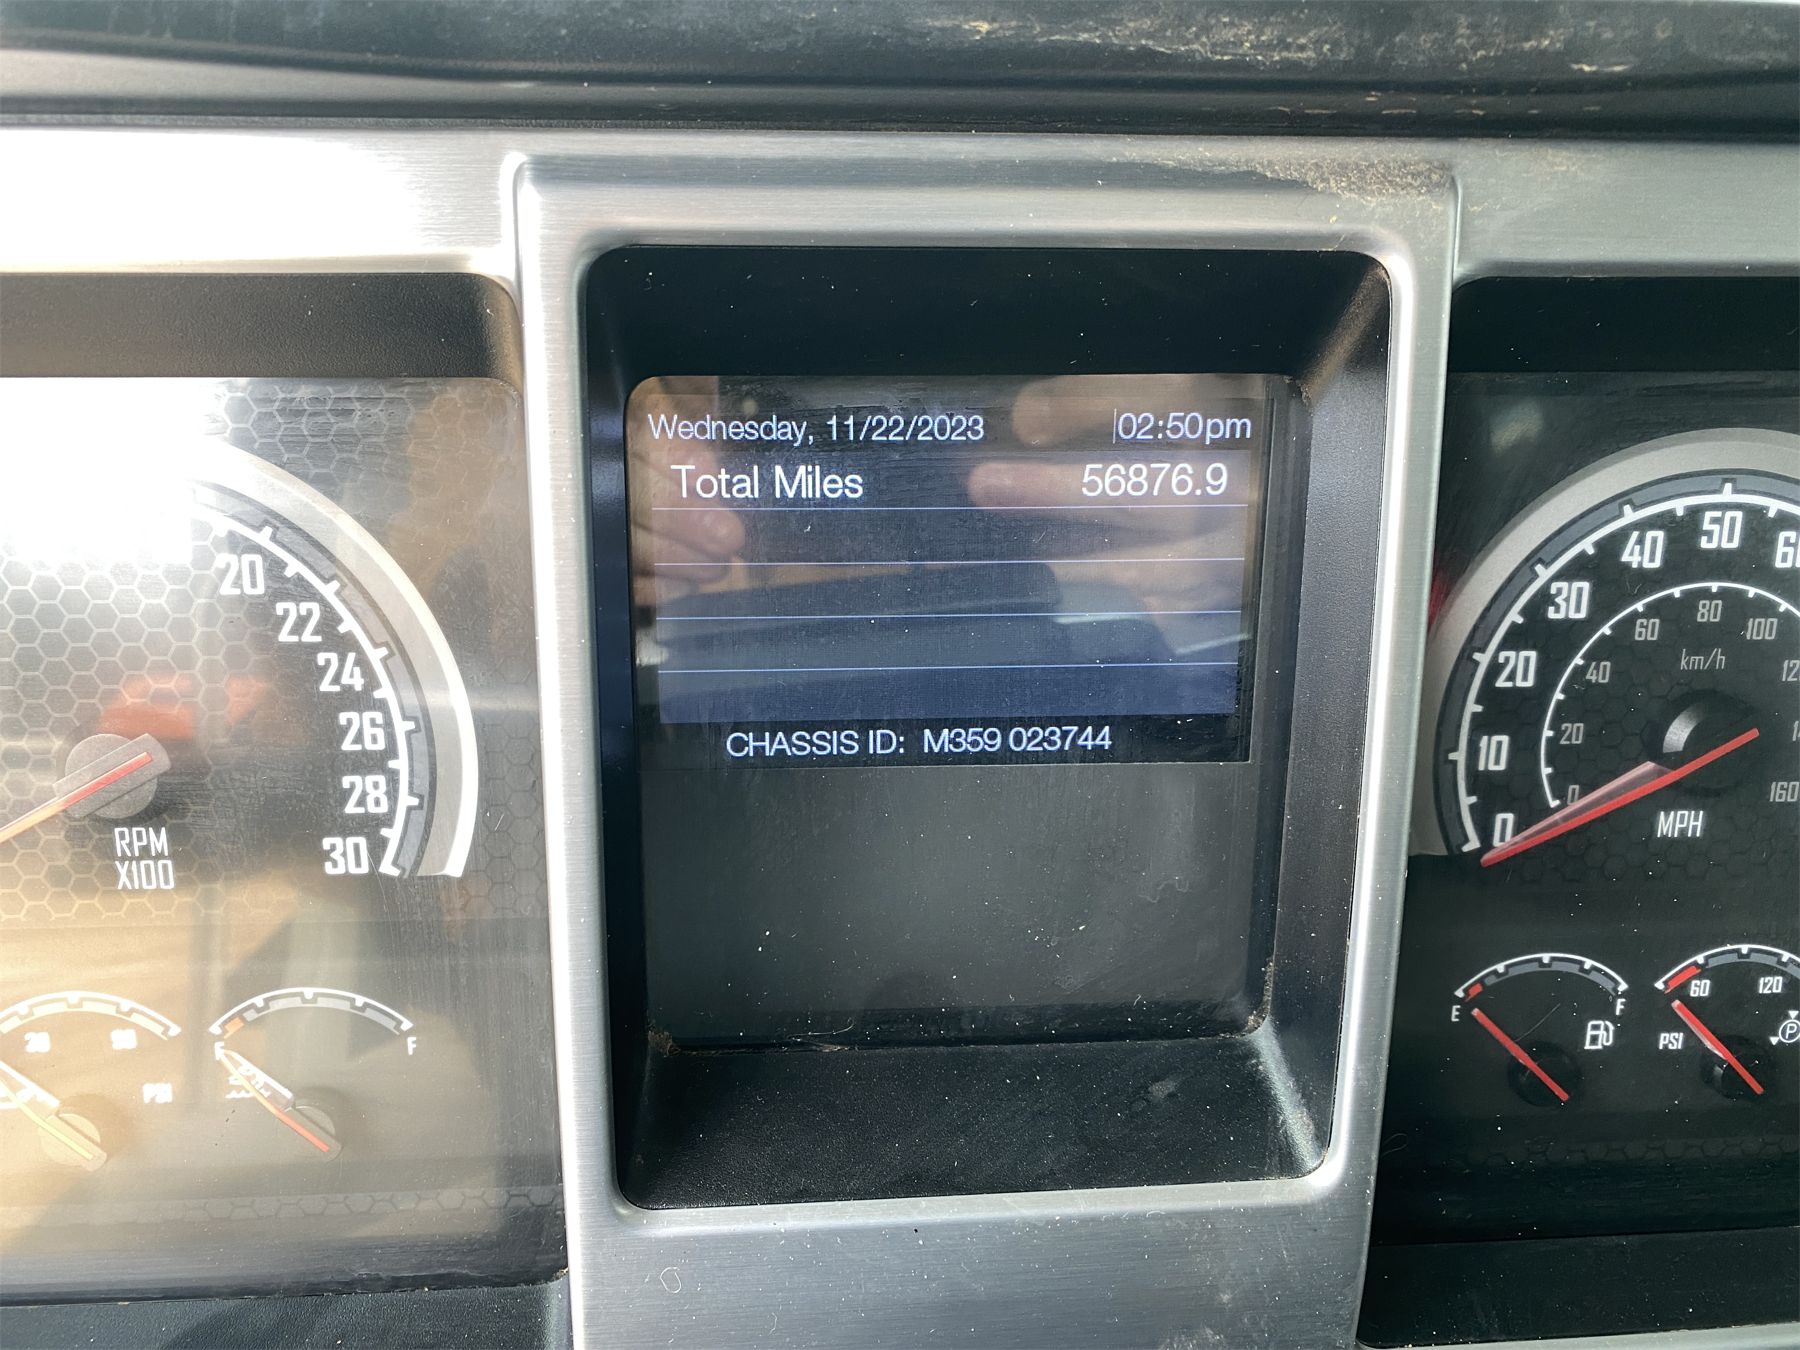 Wednesday, 11/22/2023 02:50pm
Total Miles 56876.9
CHASSIS ID: M359 023744
20
22
24
26
28
30
RPM
X100
PSI
E F
0
10
20
30
40
50
0
20
40
60
80
100
160
km/h
MPH
E F
60 120
PSI
P